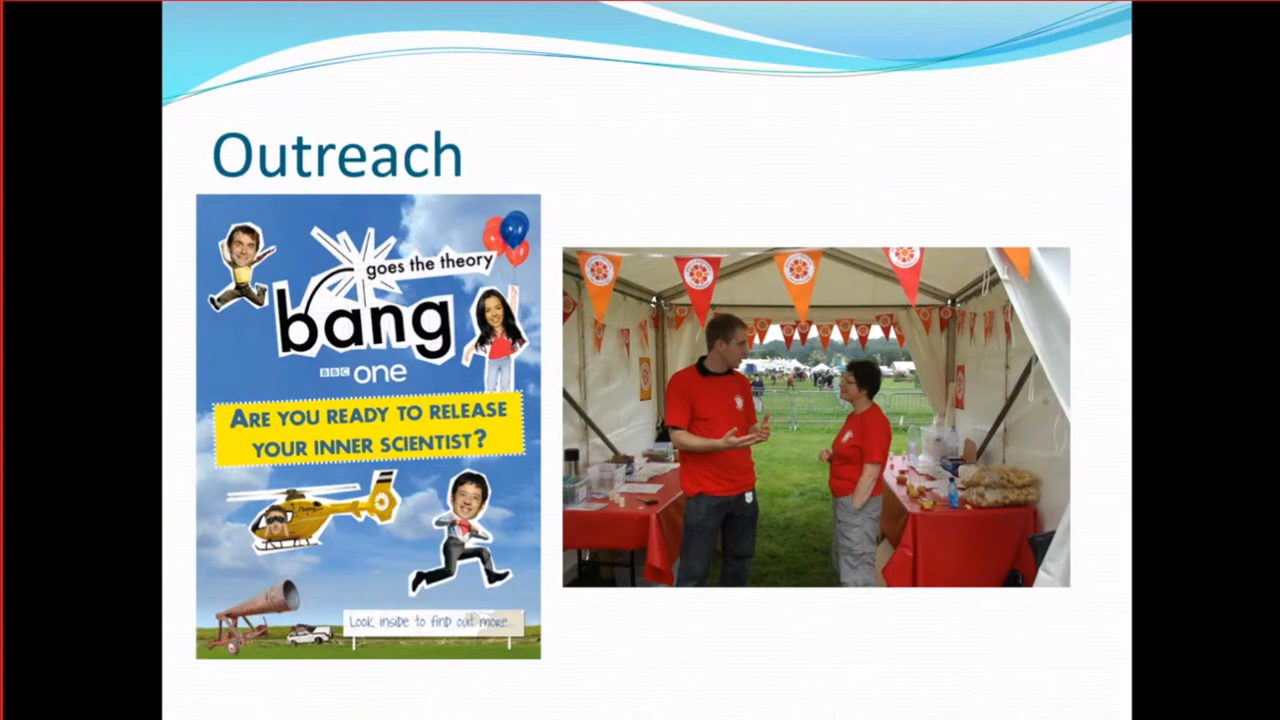 Outreach
goes the theory
bang
BBC one
ARE YOU READY TO RELEASE
YOUR INNER SCIENTIST?
Look inside to find out more...